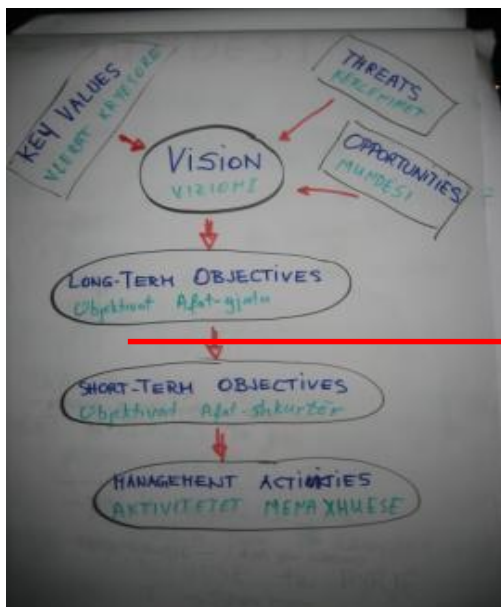 KEY VALUES
VLERAT KRYESORE
THREATS
OPPORTUNITIES
MUNDESI
VISION
VIZIONI
LONG-TERM OBJECTIVES
Objektivat Afat-gjata
SHORT-TERM OBJECTIVES
Objektivat Afat-shkurtër
MANAGEMENT ACTIVITIES
AKTIVITETET MENAXHUESE